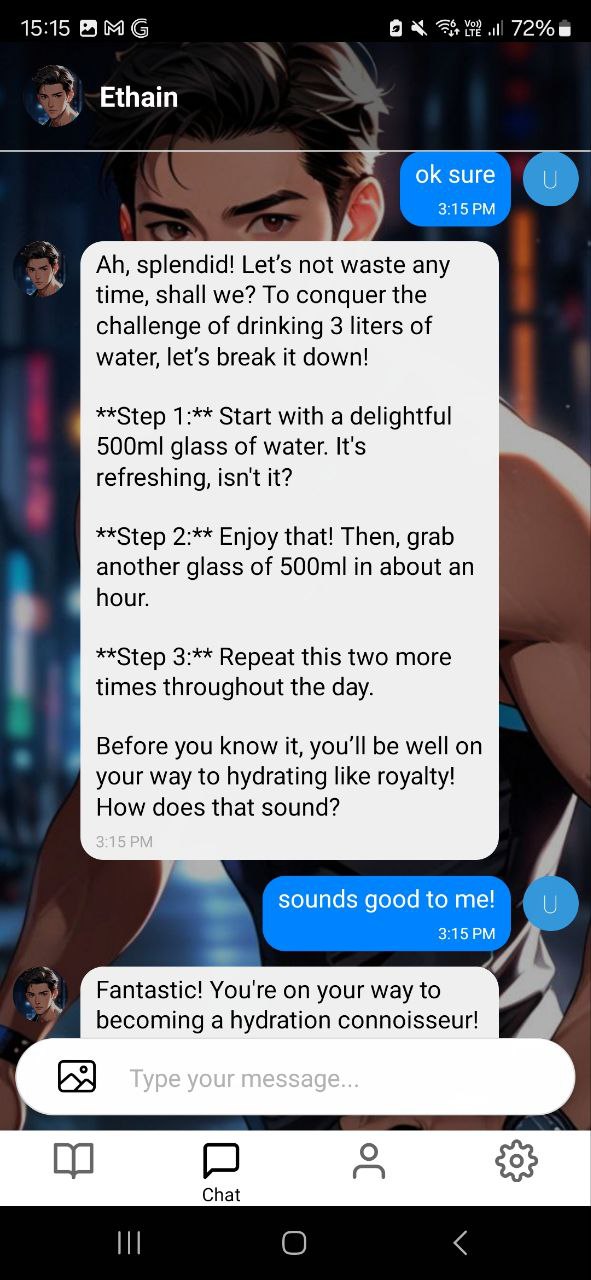 15:15
72%
Ethain
ok sure
3:15 PM
U
Ah, splendid! Let’s not waste any
time, shall we? To conquer the
challenge of drinking 3 liters of
water, let’s break it down!
**Step 1:** Start with a delightful
500ml glass of water. It's
refreshing, isn't it?
**Step 2:** Enjoy that! Then, grab
another glass of 500ml in about an
hour.
**Step 3:** Repeat this two more
times throughout the day.
Before you know it, you’ll be well on
your way to hydrating like royalty!
How does that sound?
3:15 PM
sounds good to me!
3:15 PM
U
Fantastic! You're on your way to
becoming a hydration connoisseur!
Type your message...
Chat